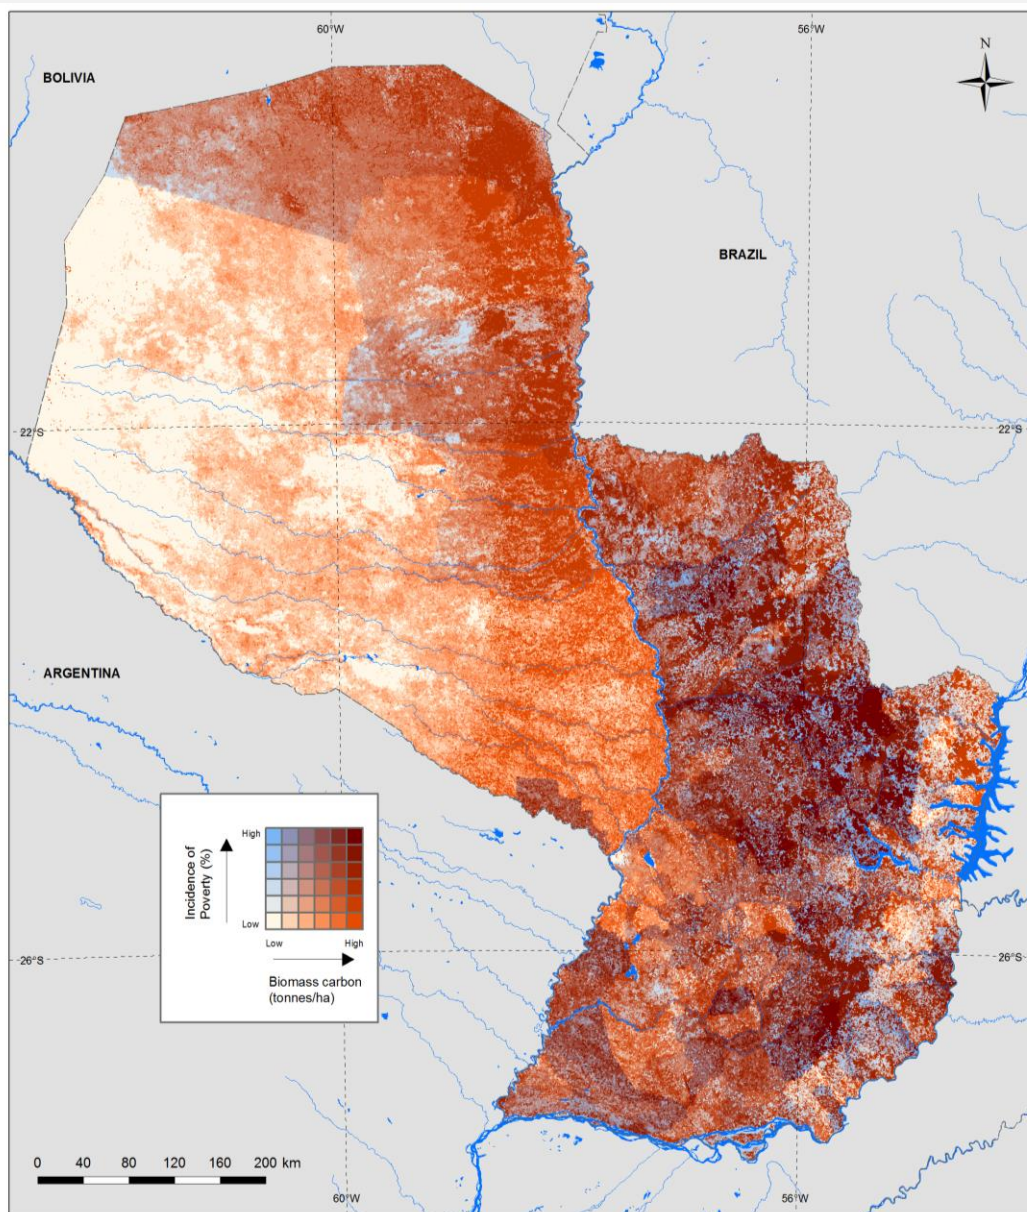 60°W
56°W
N
BOLIVIA
BRAZIL
22°S
22°S
ARGENTINA
High
Incidence of
Poverty (%)
Low
Low
High
Biomass carbon
(tonnes/ha)
26°S
26°S
0 40 80 120 160 200 km
60°W
56°W